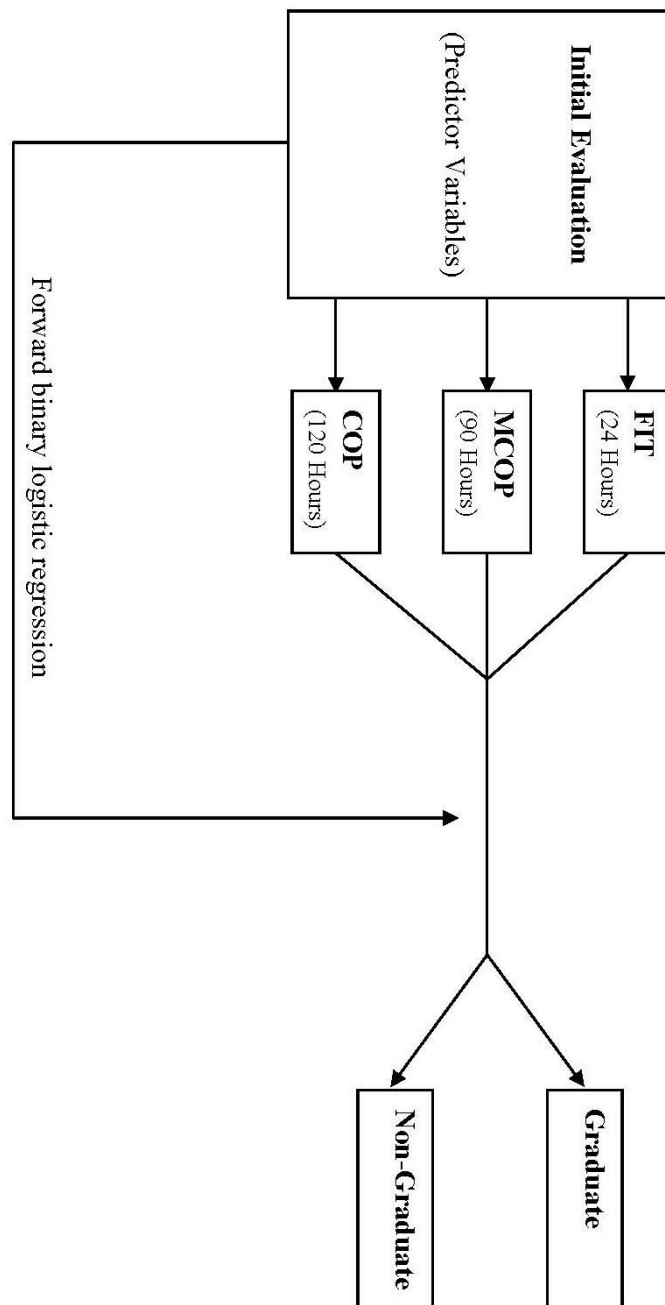 Initial Evaluation
(Predictor Variables)
FIT
(24 Hours)
MCOP
(90 Hours)
COP
(120 Hours)
Graduate
Non-Graduate
Forward binary logistic regression